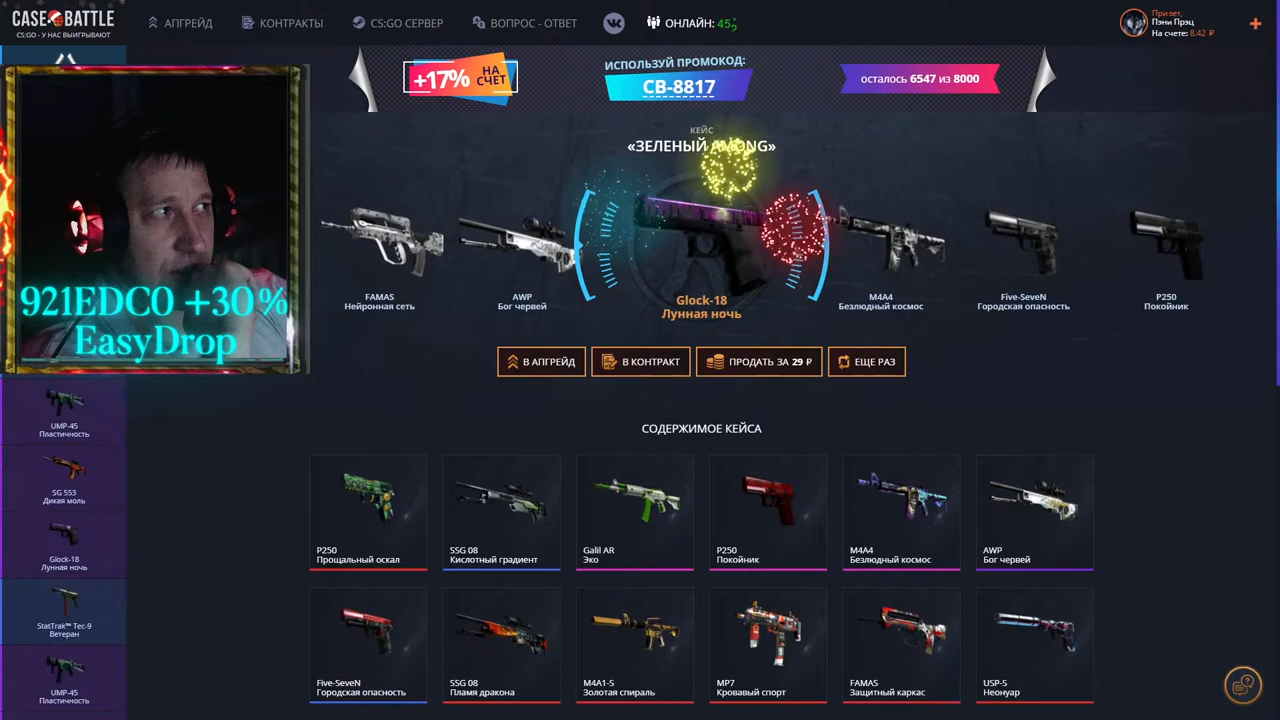 CASE BATTLE
CS:GO - У НАС ВЫИГРЫВАЮТ
АПГРЕЙД
КОНТРАКТЫ
CS:GO СЕРВЕР
ВОПРОС - ОТВЕТ
ОНЛАЙН:
Привет,
Пэни Прэц
На счете: 8,42 ₽
+
+17% НА СЧЕТ
ИСПОЛЬЗУЙ ПРОМОКОД:
CB-8817
осталось 6547 из 8000
КЕЙС
«ЗЕЛЕНЫЙ AMONG»
921EDC0 +30%
EasyDrop
FAMAS
Нейронная сеть
AWP
Бог червей
Glock-18
Лунная ночь
M4A4
Безлюдный космос
Five-SeveN
Городская опасность
P250
Покойник
В АПГРЕЙД
В КОНТРАКТ
ПРОДАТЬ ЗА 29 ₽
ЕЩЕ РАЗ
UMP-45
Пластичность
SG 553
Дикая моль
Glock-18
Лунная ночь
StatTrak™ Tec-9
Ветеран
UMP-45
Пластичность
СОДЕРЖИМОЕ КЕЙСА
P250
Прощальный оскал
SSG 08
Кислотный градиент
Galil AR
Эко
P250
Покойник
M4A4
Безлюдный космос
AWP
Бог червей
Five-SeveN
Городская опасность
SSG 08
Пламя дракона
M4A1-S
Золотая спираль
MP7
Кровавый спорт
FAMAS
Защитный каркас
USP-S
Неонуар